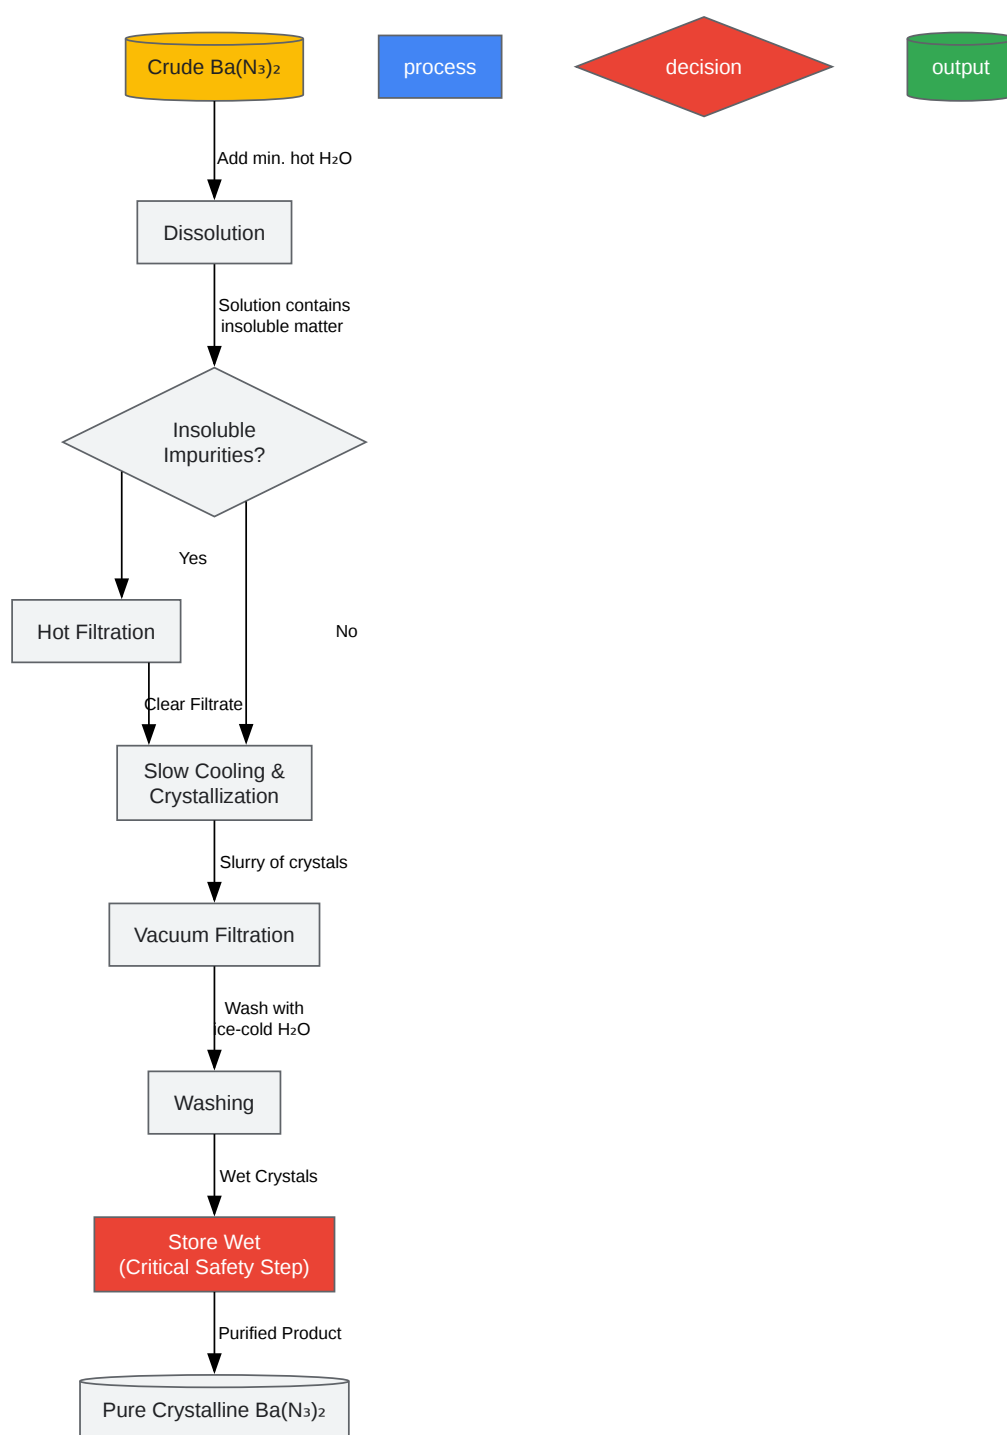 Crude Ba(N₃)₂
process
decision
output
Add min. hot H₂O
Dissolution
Solution contains
insoluble matter
Insoluble
Impurities?
Yes
Hot Filtration
No
Clear Filtrate
Slow Cooling &
Crystallization
Slurry of crystals
Vacuum Filtration
Wash with
ice-cold H₂O
Washing
Wet Crystals
Store Wet
(Critical Safety Step)
Purified Product
Pure Crystalline Ba(N₃)₂